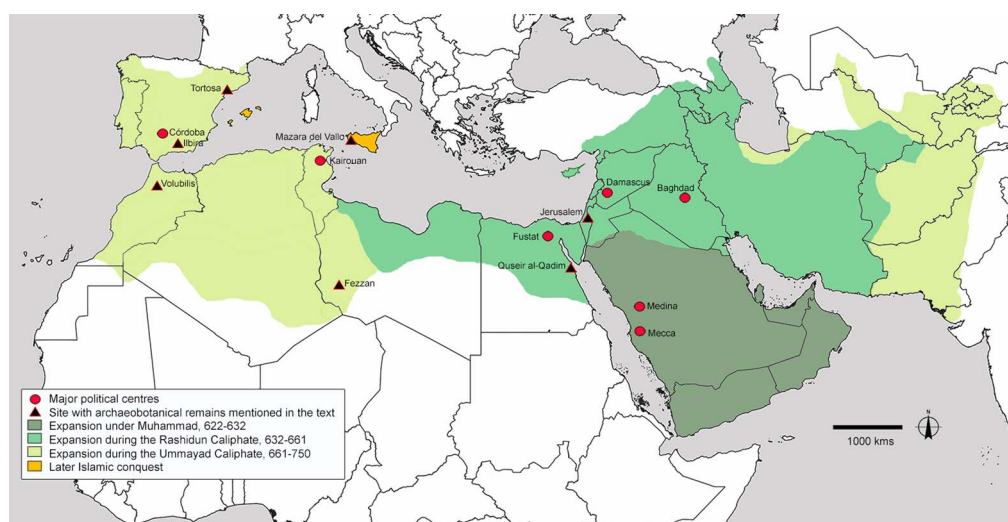 Tortosa
Córdoba
Ilbira
Mazara del Vallo
Kairouan
Volubilis
Damascus
Baghdad
Jerusalem
Fustat
Quseir al-Qadim
Fezzan
Medina
Mecca
Major political centres
Site with archaeobotanical remains mentioned in the text
Expansion under Muhammad, 622-632
Expansion during the Rashidun Caliphate, 632-661
Expansion during the Ummayad Caliphate, 661-750
Later Islamic conquest
1000 kms
N